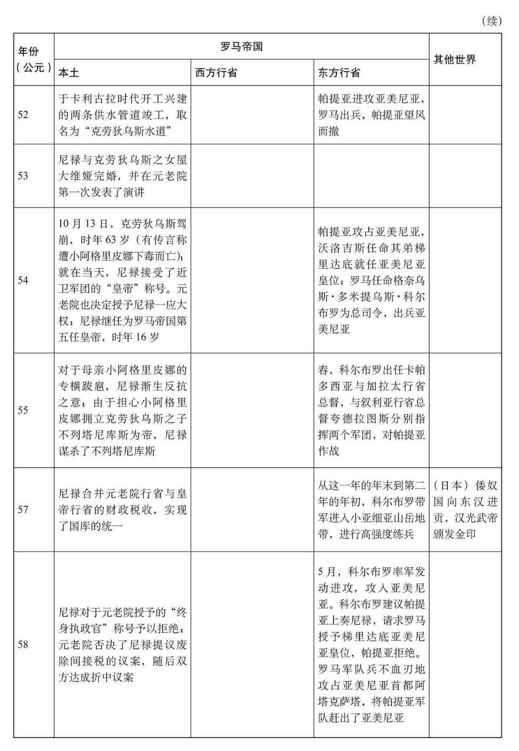 （续）
年份
（公元）
罗马帝国
其他世界
本土
西方行省
东方行省
52
于卡利古拉时代开工兴建
的两条供水管道竣工，取
名为“克劳狄乌斯水道”
帕提亚进攻亚美尼亚，
罗马出兵，帕提亚望风
而撤
53
尼禄与克劳狄乌斯之女屋
大维娅完婚，并在元老院
第一次发表了演讲
54
10 月 13 日，克劳狄乌斯驾
崩，时年 63 岁（有传言称
遭小阿格里皮娜下毒而亡）；
就在当天，尼禄接受了近
卫军团的“皇帝”称号。元
老院也决定授予尼禄一应大
权；尼禄继任为罗马帝国第
五任皇帝，时年 16 岁
帕提亚攻占亚美尼亚，
沃洛吉斯任命其弟梯
里达底就任亚美尼亚
皇位；罗马任命格奈乌
斯·多米提乌斯·科尔
布罗为总司令，出兵亚
美尼亚
55
对于母亲小阿格里皮娜的
专横跋扈，尼禄渐生反抗
之意；由于担心小阿格里
皮娜拥立克劳狄乌斯之子
不列塔尼库斯为帝，尼禄
谋杀了不列塔尼库斯
春，科尔布罗出任卡帕
多西亚与加拉太行省
总督，与叙利亚行省总
督夸德拉图斯分别指
挥两个军团，对帕提亚
作战
57
尼禄合并元老院行省与皇
帝行省的财政税收，实现
了国库的统一
从这一年的年末到第二
年的年初，科尔布罗带
军进入小亚细亚山岳地
带，进行高强度练兵
（日本）倭奴
国向东汉进
贡，汉光武帝
颁发金印
58
尼禄对于元老院授予的“终
身执政官”称号予以拒绝；
元老院否决了尼禄提议废
除间接税的议案，随后双
方达成折中议案
5 月，科尔布罗率军发
动进攻，攻入亚美尼
亚。科尔布罗建议帕提
亚上奏尼禄，请求罗马
授予梯里达底亚美尼
亚皇位，帕提亚拒绝。
罗马军队兵不血刃地
攻占亚美尼亚首都阿
塔克萨塔，将帕提亚军
队赶出了亚美尼亚